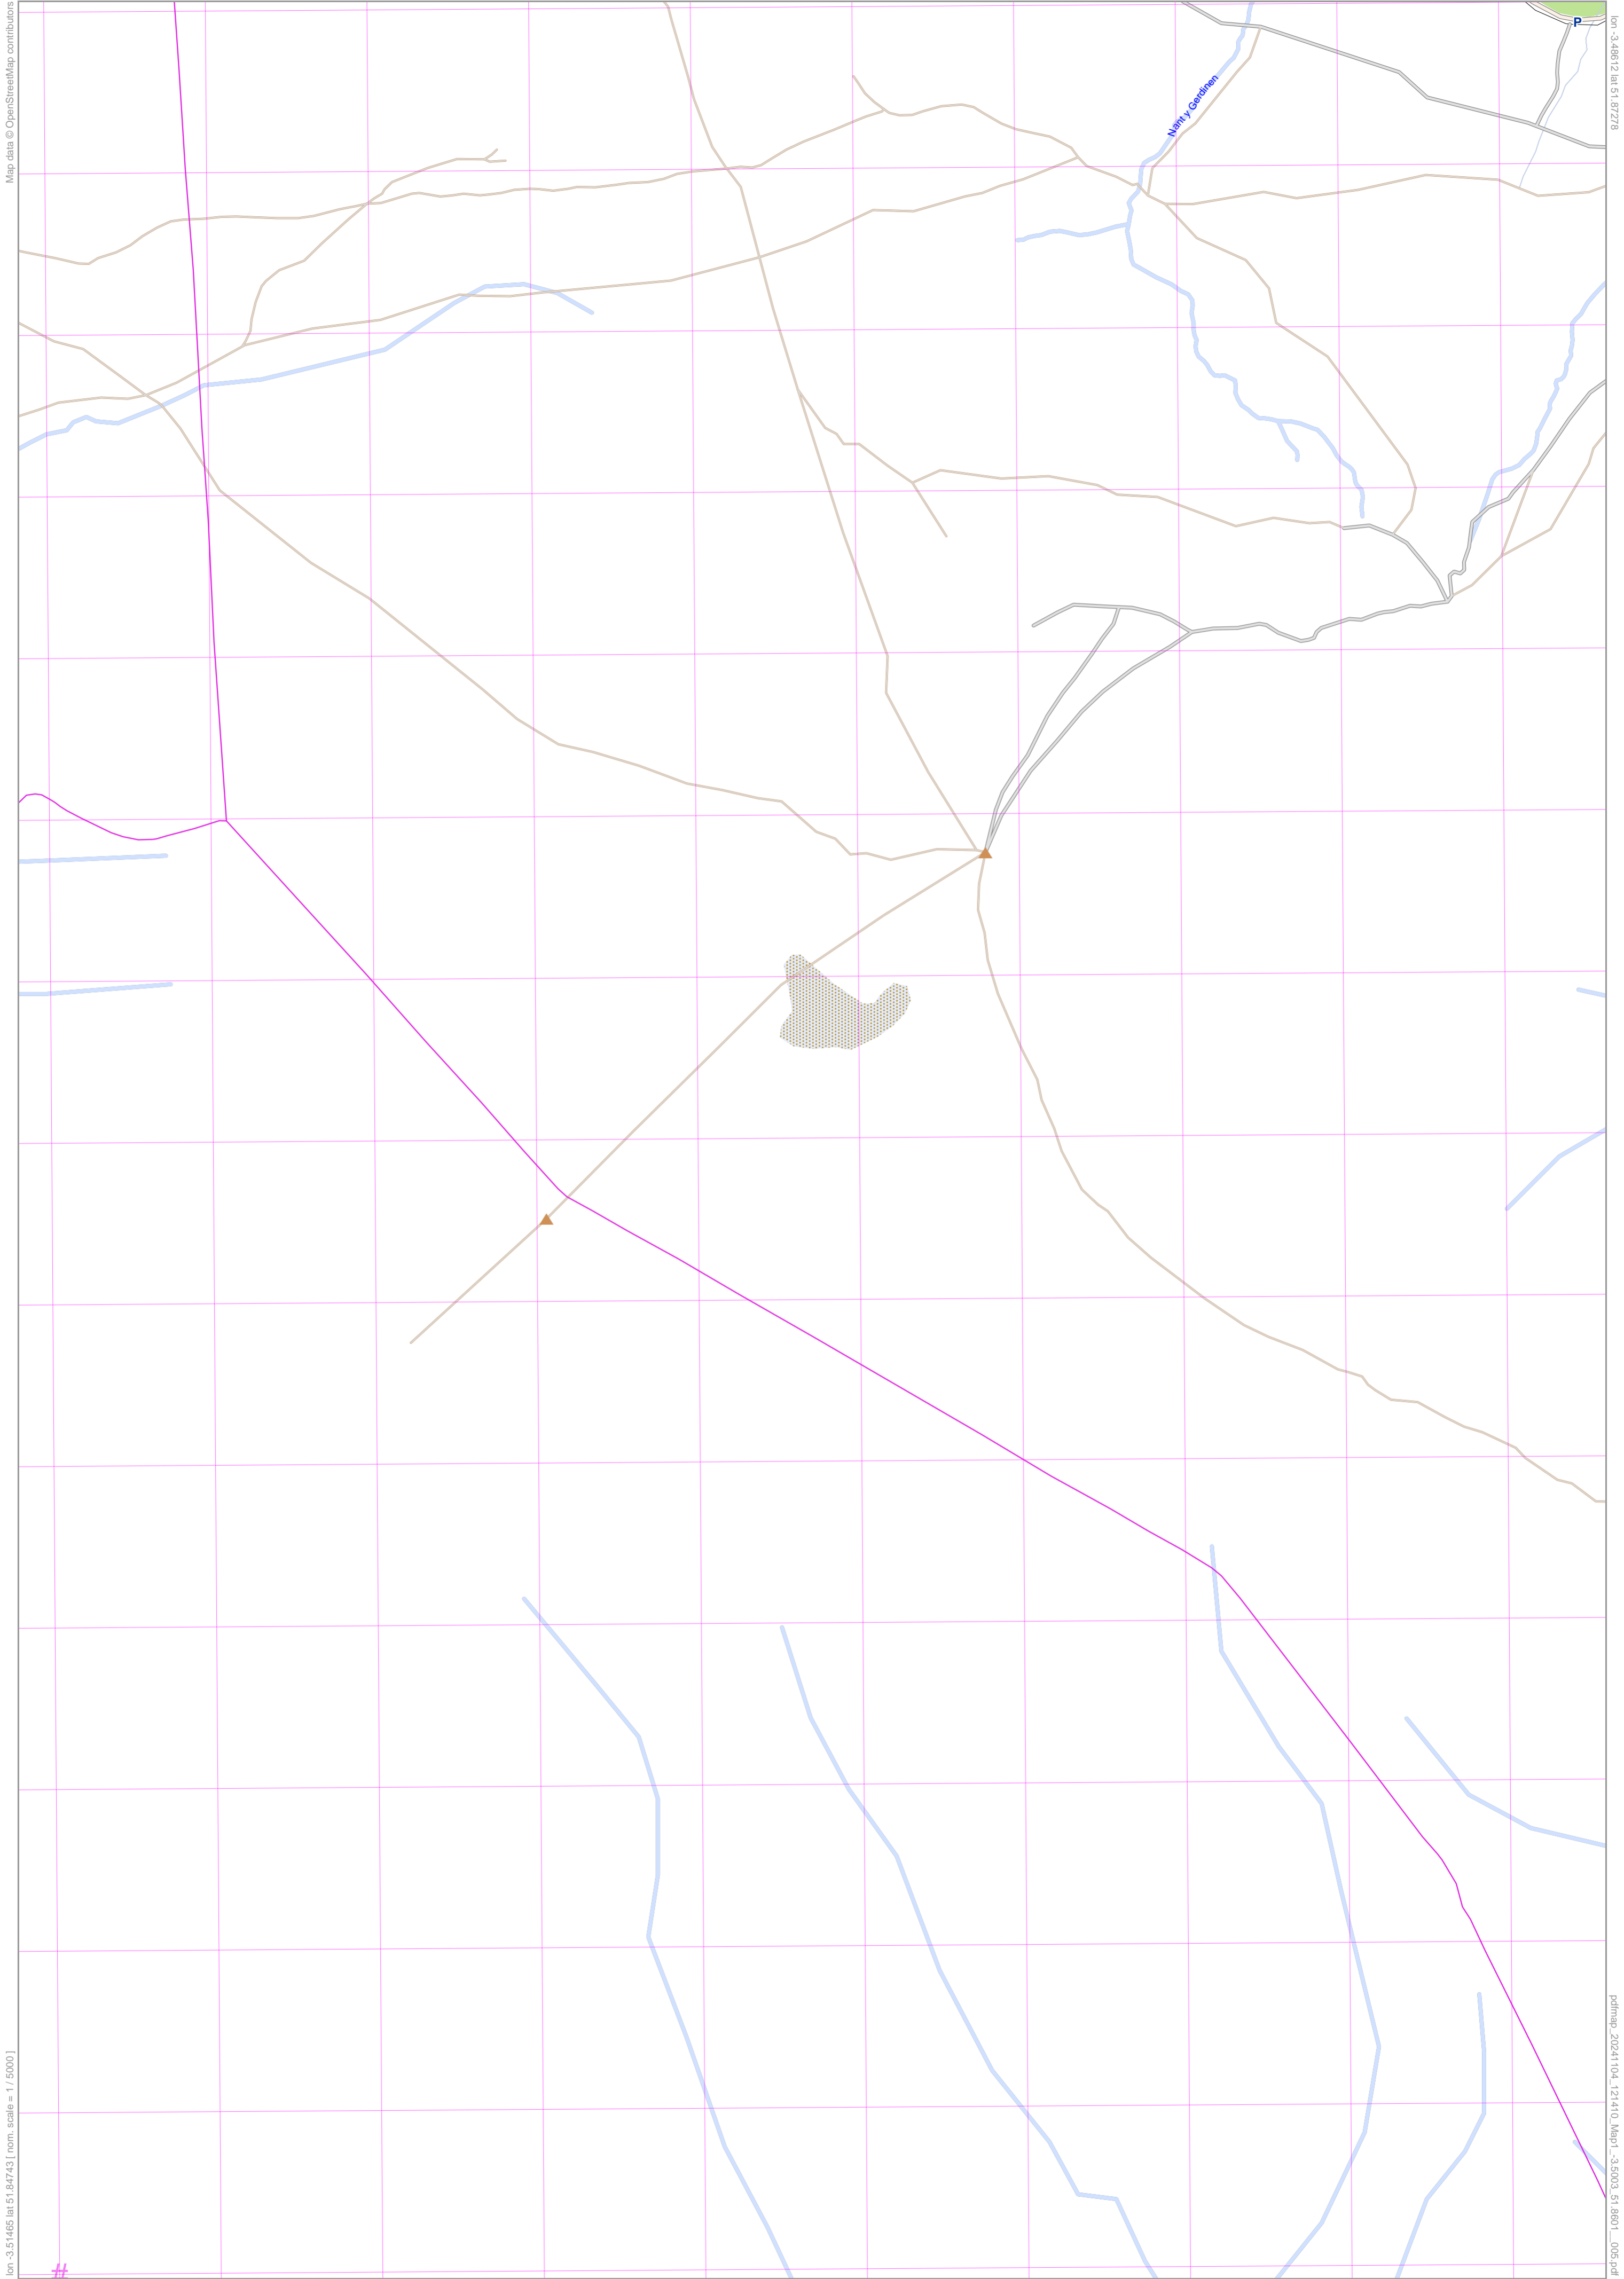 Map data © OpenStreetMap contributors
lon -3.48612 lat 51.87278
P
Nant y Gerdinen
lon -3.51465 lat 51.84743 [ nom. scale = 1 / 5000 ]
pdfmap_20241104_121410_Map1_-3.5003_51.8601__005.pdf
#